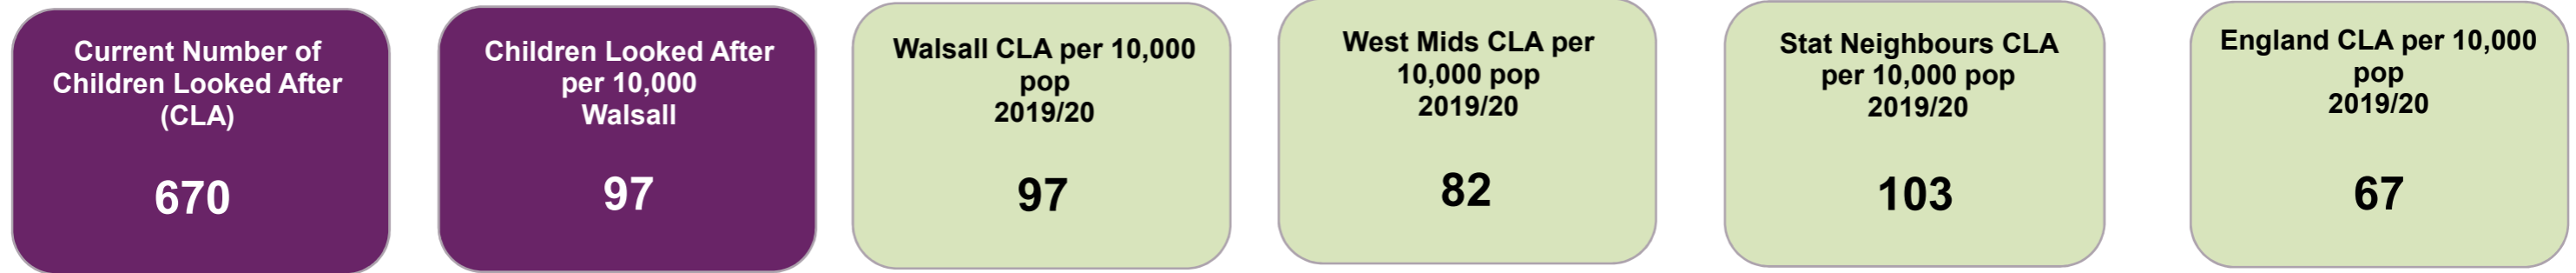 Current Number of
Children Looked After
(CLA)
670
Children Looked After
per 10,000
Walsall
97
Walsall CLA per 10,000
pop
2019/20
97
West Mids CLA per
10,000 pop
2019/20
82
Stat Neighbours CLA
per 10,000 pop
2019/20
103
England CLA per 10,000
pop
2019/20
67